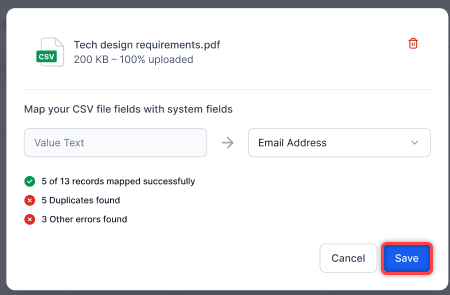 CSV
Tech design requirements.pdf
200 KB – 100% uploaded
Map your CSV file fields with system fields
Value Text
Email Address
5 of 13 records mapped successfully
5 Duplicates found
3 Other errors found
Cancel
Save